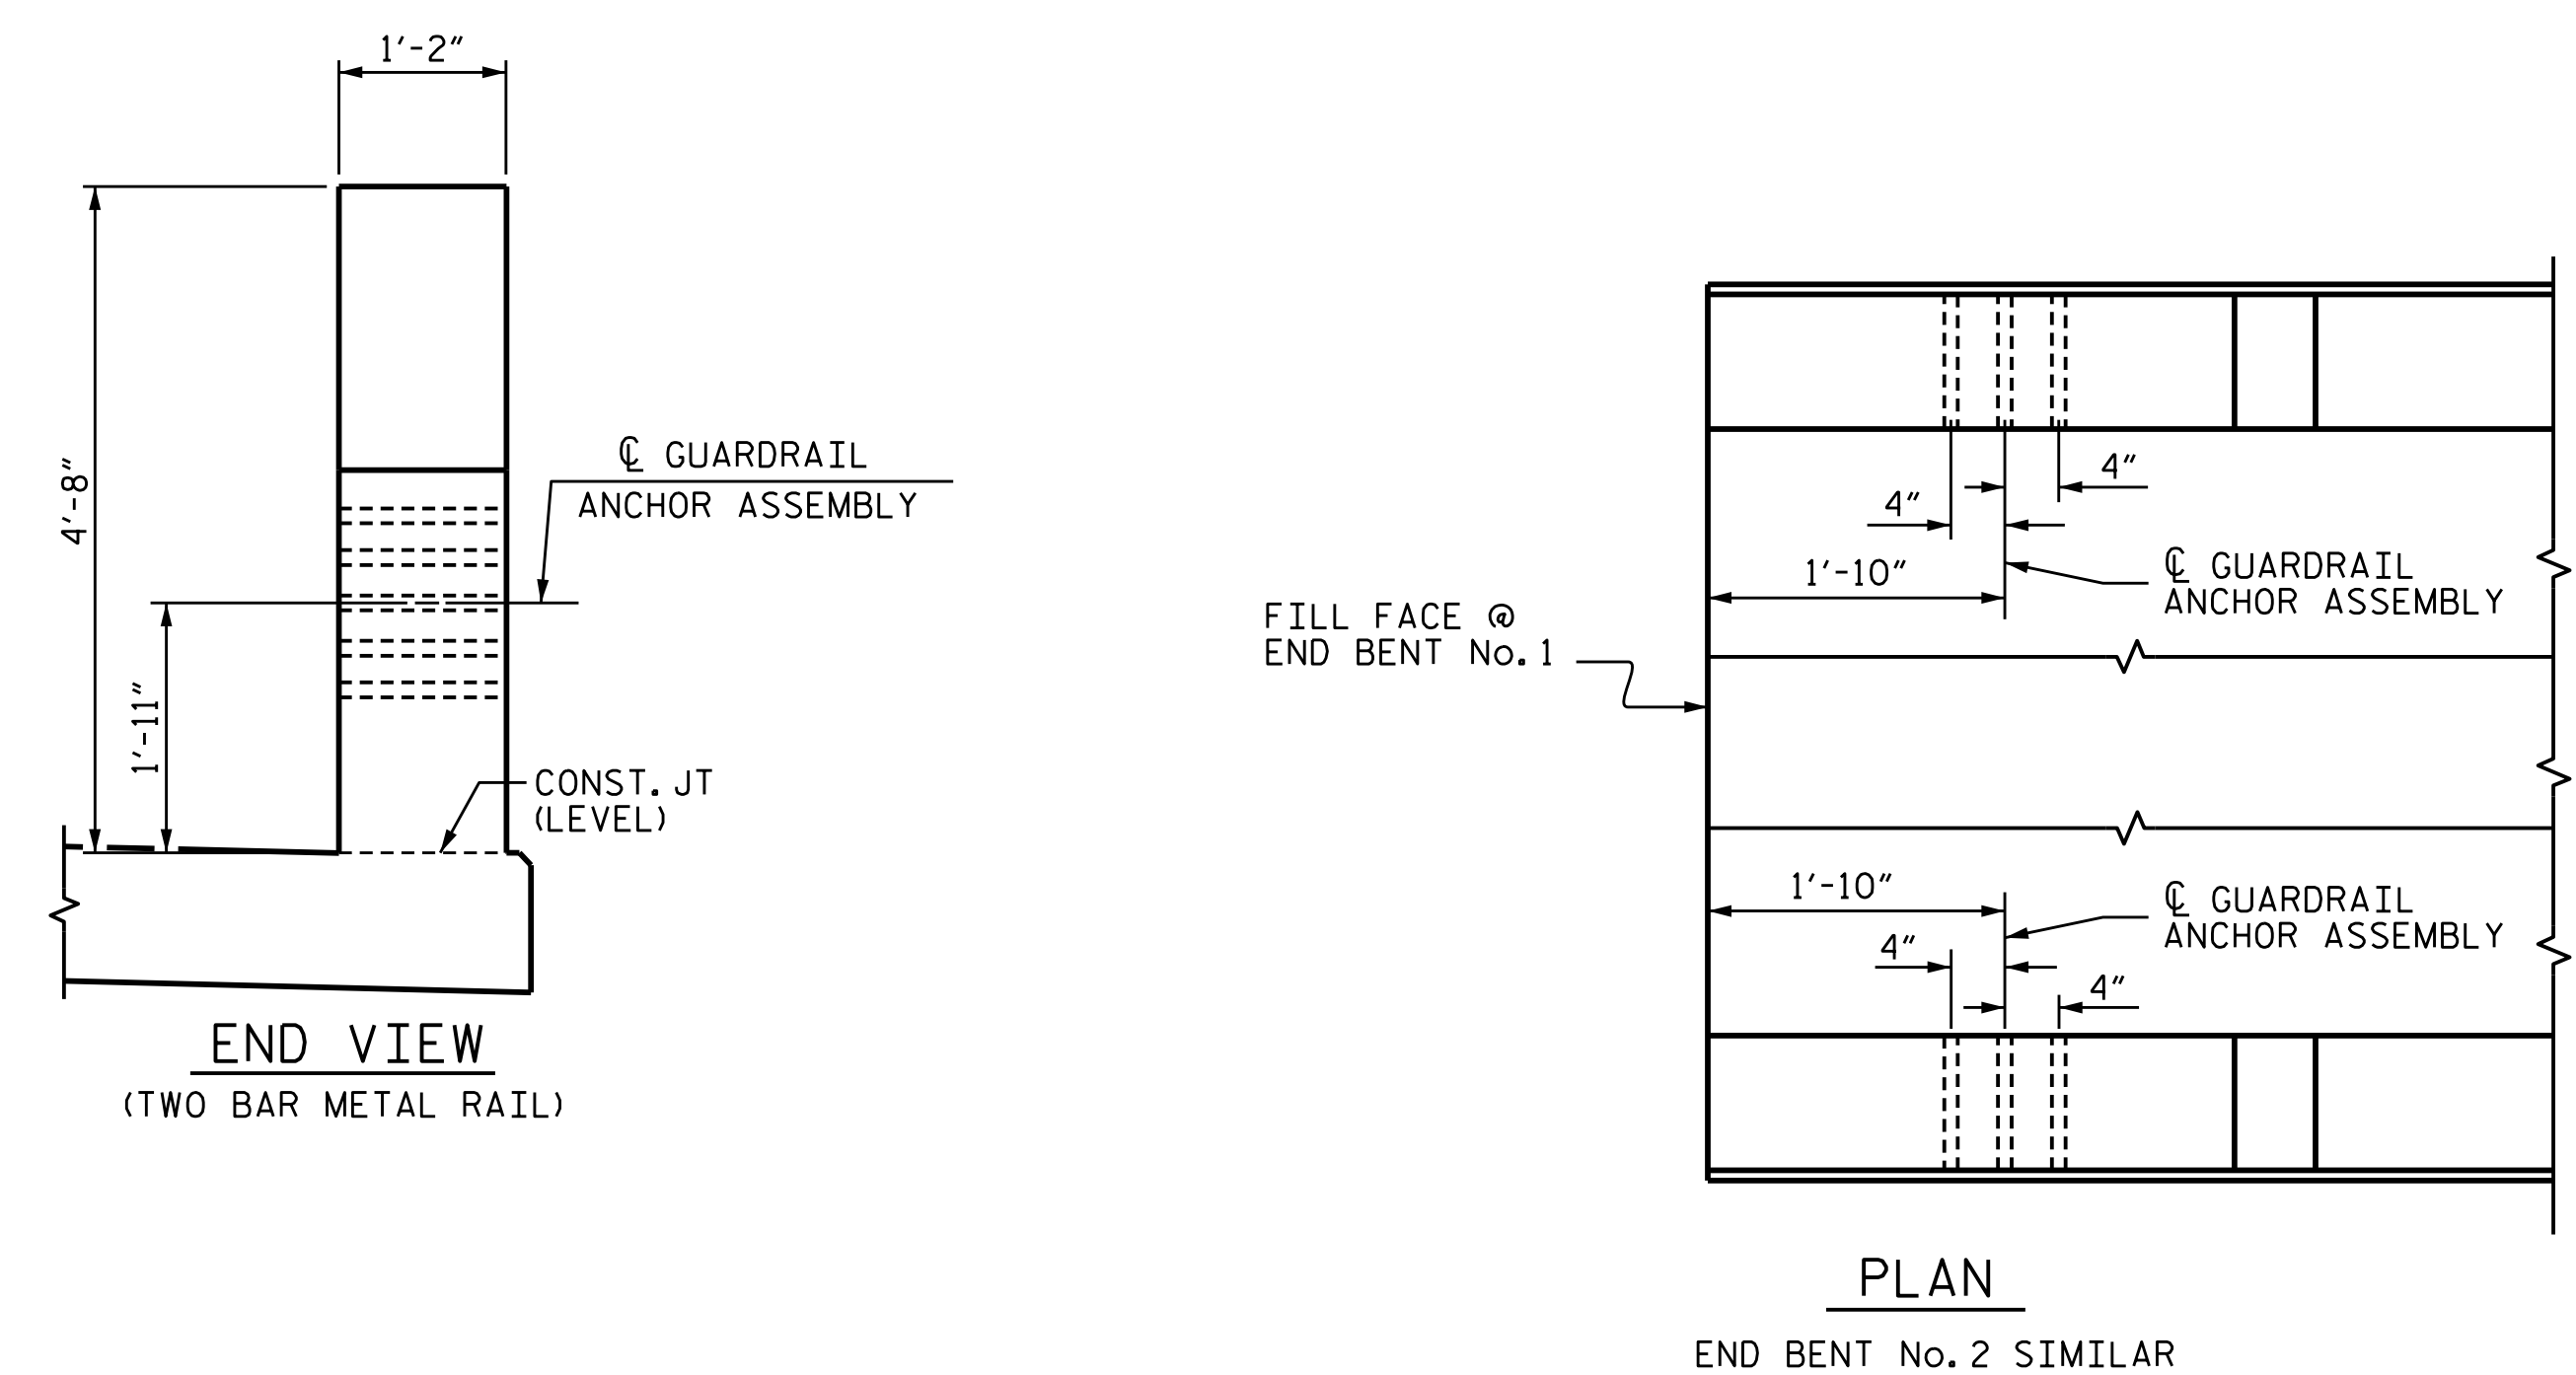 1'-2"
4'-8"
1'-11"
℄ GUARDRAIL
ANCHOR ASSEMBLY
CONST. JT
(LEVEL)
END VIEW
(TWO BAR METAL RAIL)
FILL FACE @
END BENT No. 1
4"
4"
1'-10"
℄ GUARDRAIL
ANCHOR ASSEMBLY
1'-10"
℄ GUARDRAIL
ANCHOR ASSEMBLY
4"
4"
PLAN
END BENT No. 2 SIMILAR